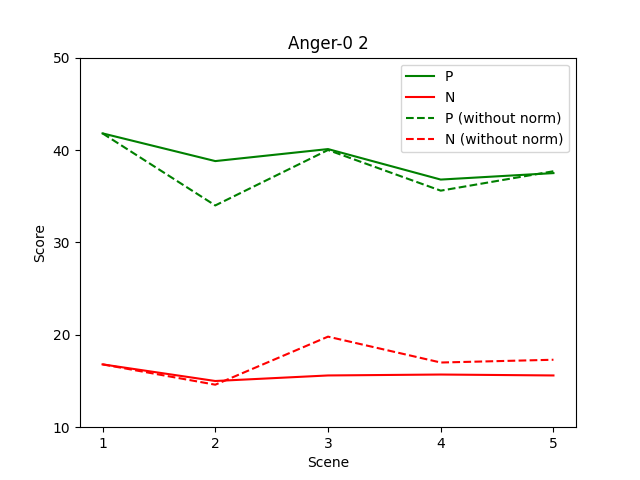 Anger-0 2
50
40
30
20
10
Score
P
N
P (without norm)
N (without norm)
1 2 3 4 5
Scene